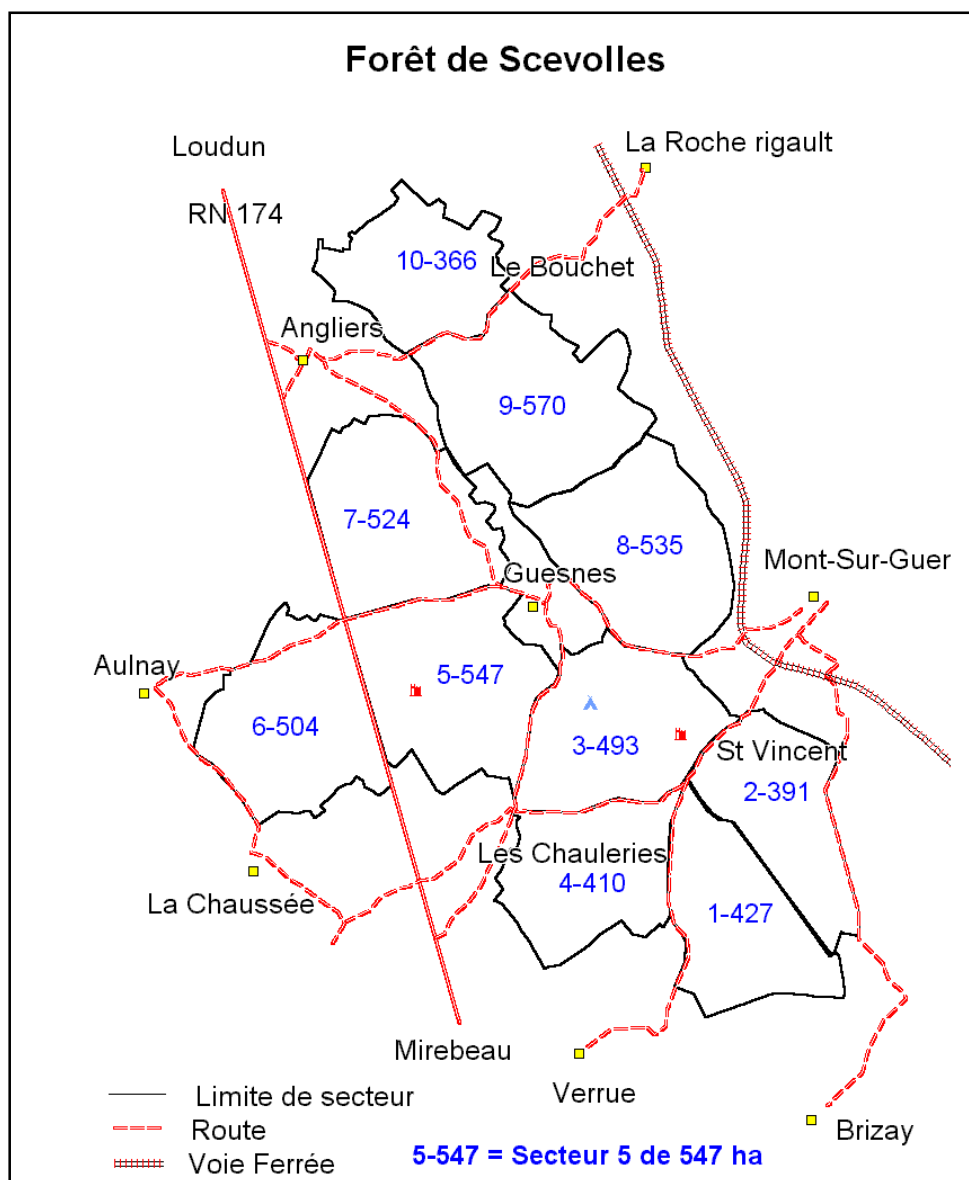 Forêt de Scevolles
La Roche rigault
Loudun
RN 174
10-366
Le Bouchet
Angliers
9-570
7-524
8-535
Guesnes
Mont-Sur-Guer
Aulnay
5-547
6-504
3-493
St Vincent
2-391
Les Chauleries
4-410
La Chaussée
1-427
Mirebeau
Verrue
Brizay
Limite de secteur
Route
Voie Ferrée
5-547 = Secteur 5 de 547 ha